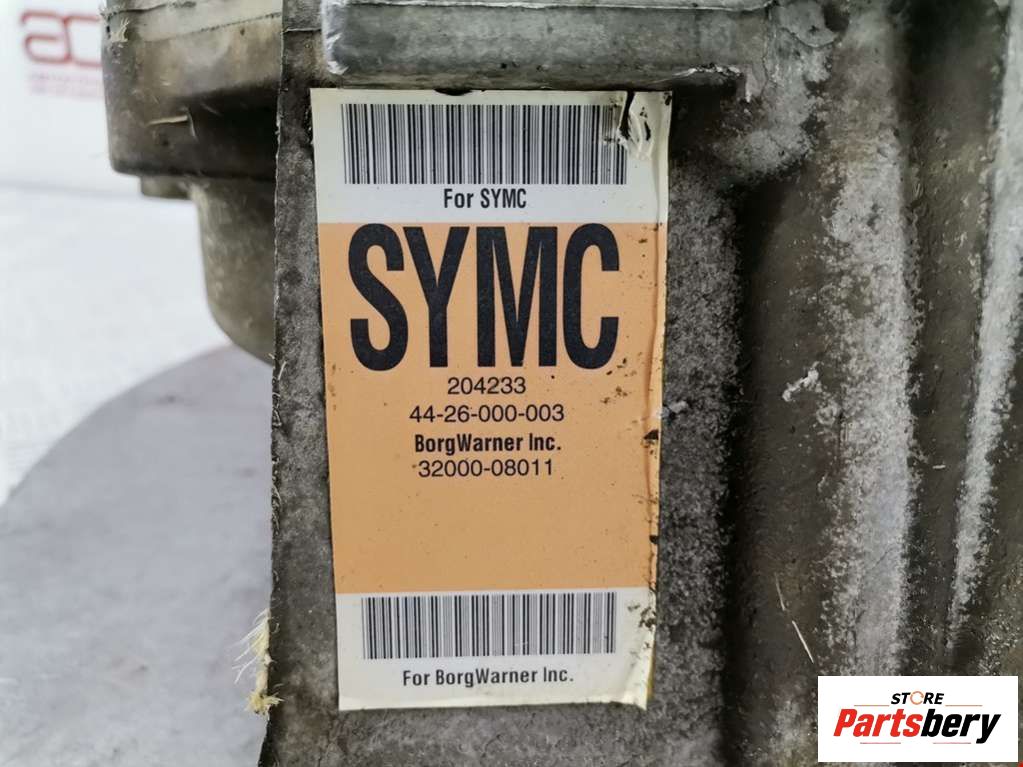 For SYMC
SYMC
204233
44-26-000-003
BorgWarner Inc.
32000-08011
For BorgWarner Inc.
STORE
Partsbery